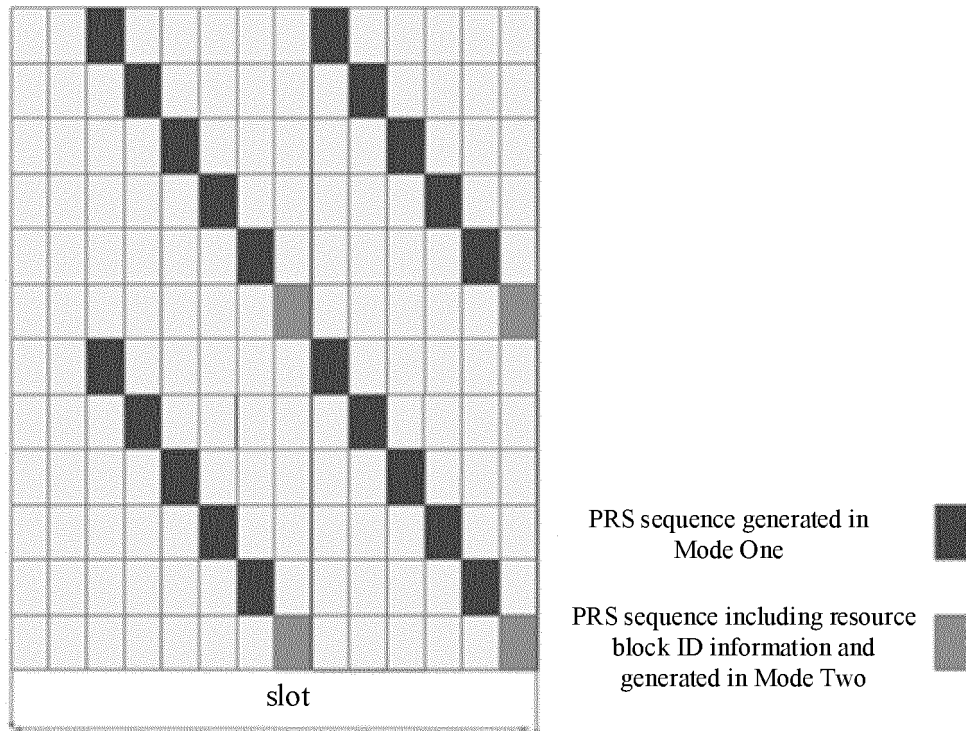 PRS sequence generated in
Mode One
PRS sequence including resource
block ID information and
generated in Mode Two
slot